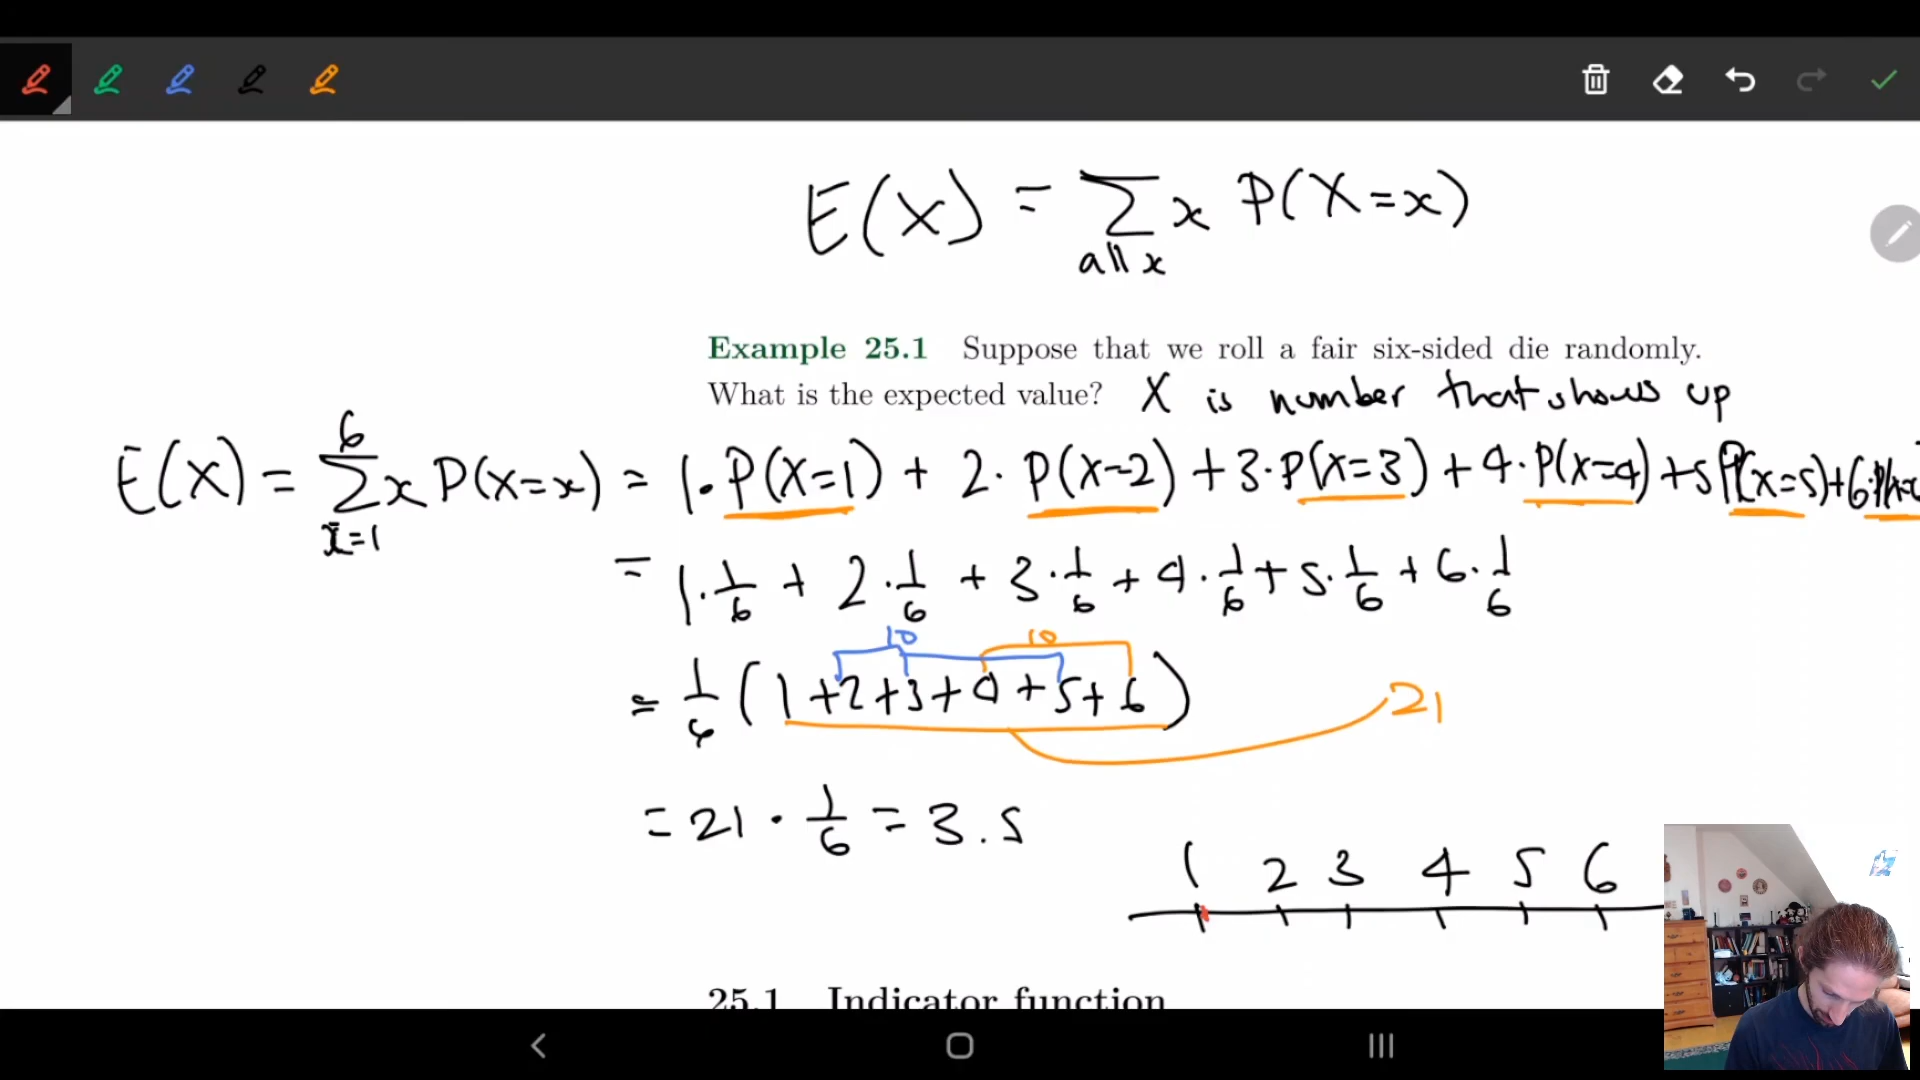 E(X) = ∑ x P(X=x)
all x
Example 25.1 Suppose that we roll a fair six-sided die randomly.
What is the expected value? X is number that shows up
6
E(X) = ∑ x P(X=x) = 1·P(X=1) + 2·P(X=2) + 3·P(X=3) + 4·P(X=4) + 5P(X=5) + 6·P(X=
x=1
= 1·1/6 + 2·1/6 + 3·1/6 + 4·1/6 + 5·1/6 + 6·1/6
10 10
= 1/6 (1+2+3+4+5+6) 21
= 21 · 1/6 = 3.5
1 2 3 4 5 6
25.1 Indicator function